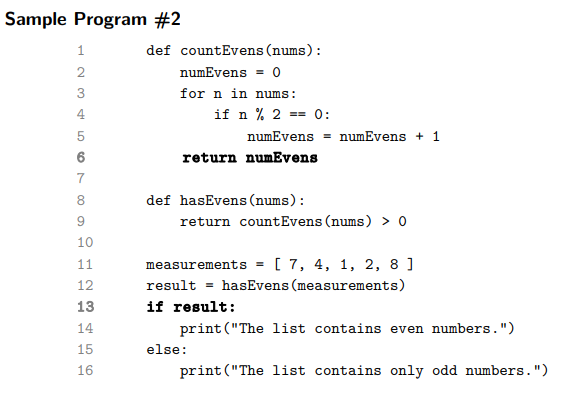 Sample Program #2
1 def countEvens(nums):
2     numEvens = 0
3     for n in nums:
4         if n % 2 == 0:
5             numEvens = numEvens + 1
6     return numEvens
7
8 def hasEvens(nums):
9     return countEvens(nums) > 0
10
11 measurements = [ 7, 4, 1, 2, 8 ]
12 result = hasEvens(measurements)
13 if result:
14     print("The list contains even numbers.")
15 else:
16     print("The list contains only odd numbers.")